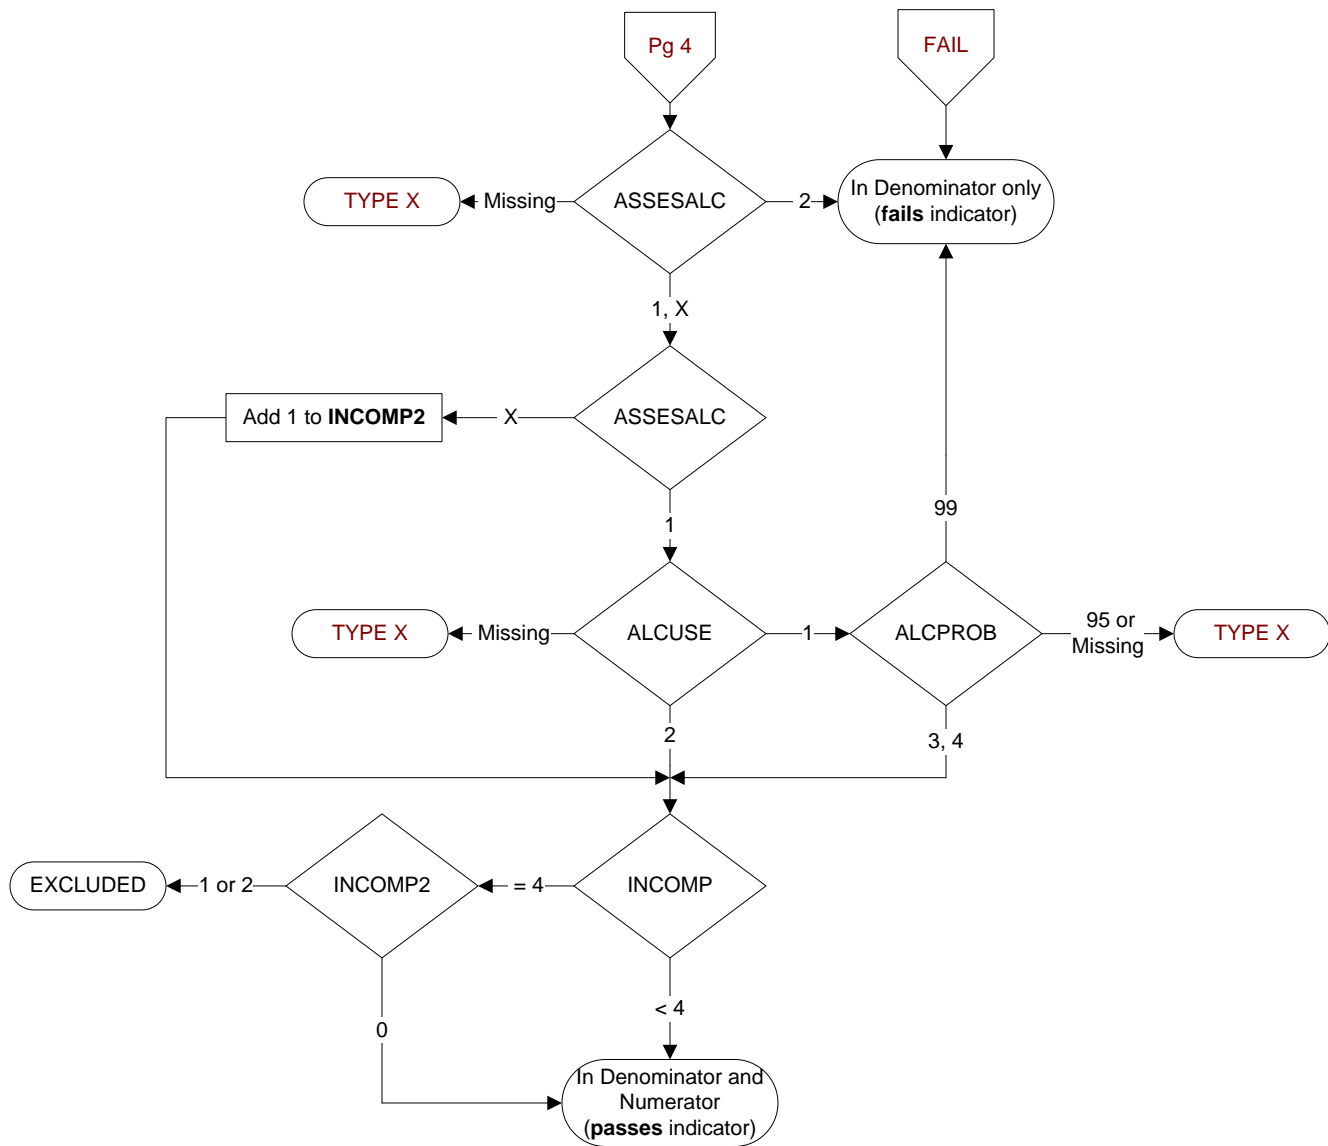 Pg 4
FAIL
TYPE X
Missing
ASSESALC
2
In Denominator only
(fails indicator)
1, X
Add 1 to INCOMP2
X
ASSESALC
99
1
TYPE X
Missing
ALCUSE
1
ALCPROB
95 or
Missing
TYPE X
2
3, 4
EXCLUDED
1 or 2
INCOMP2
= 4
INCOMP
< 4
0
In Denominator and
Numerator
(passes indicator)